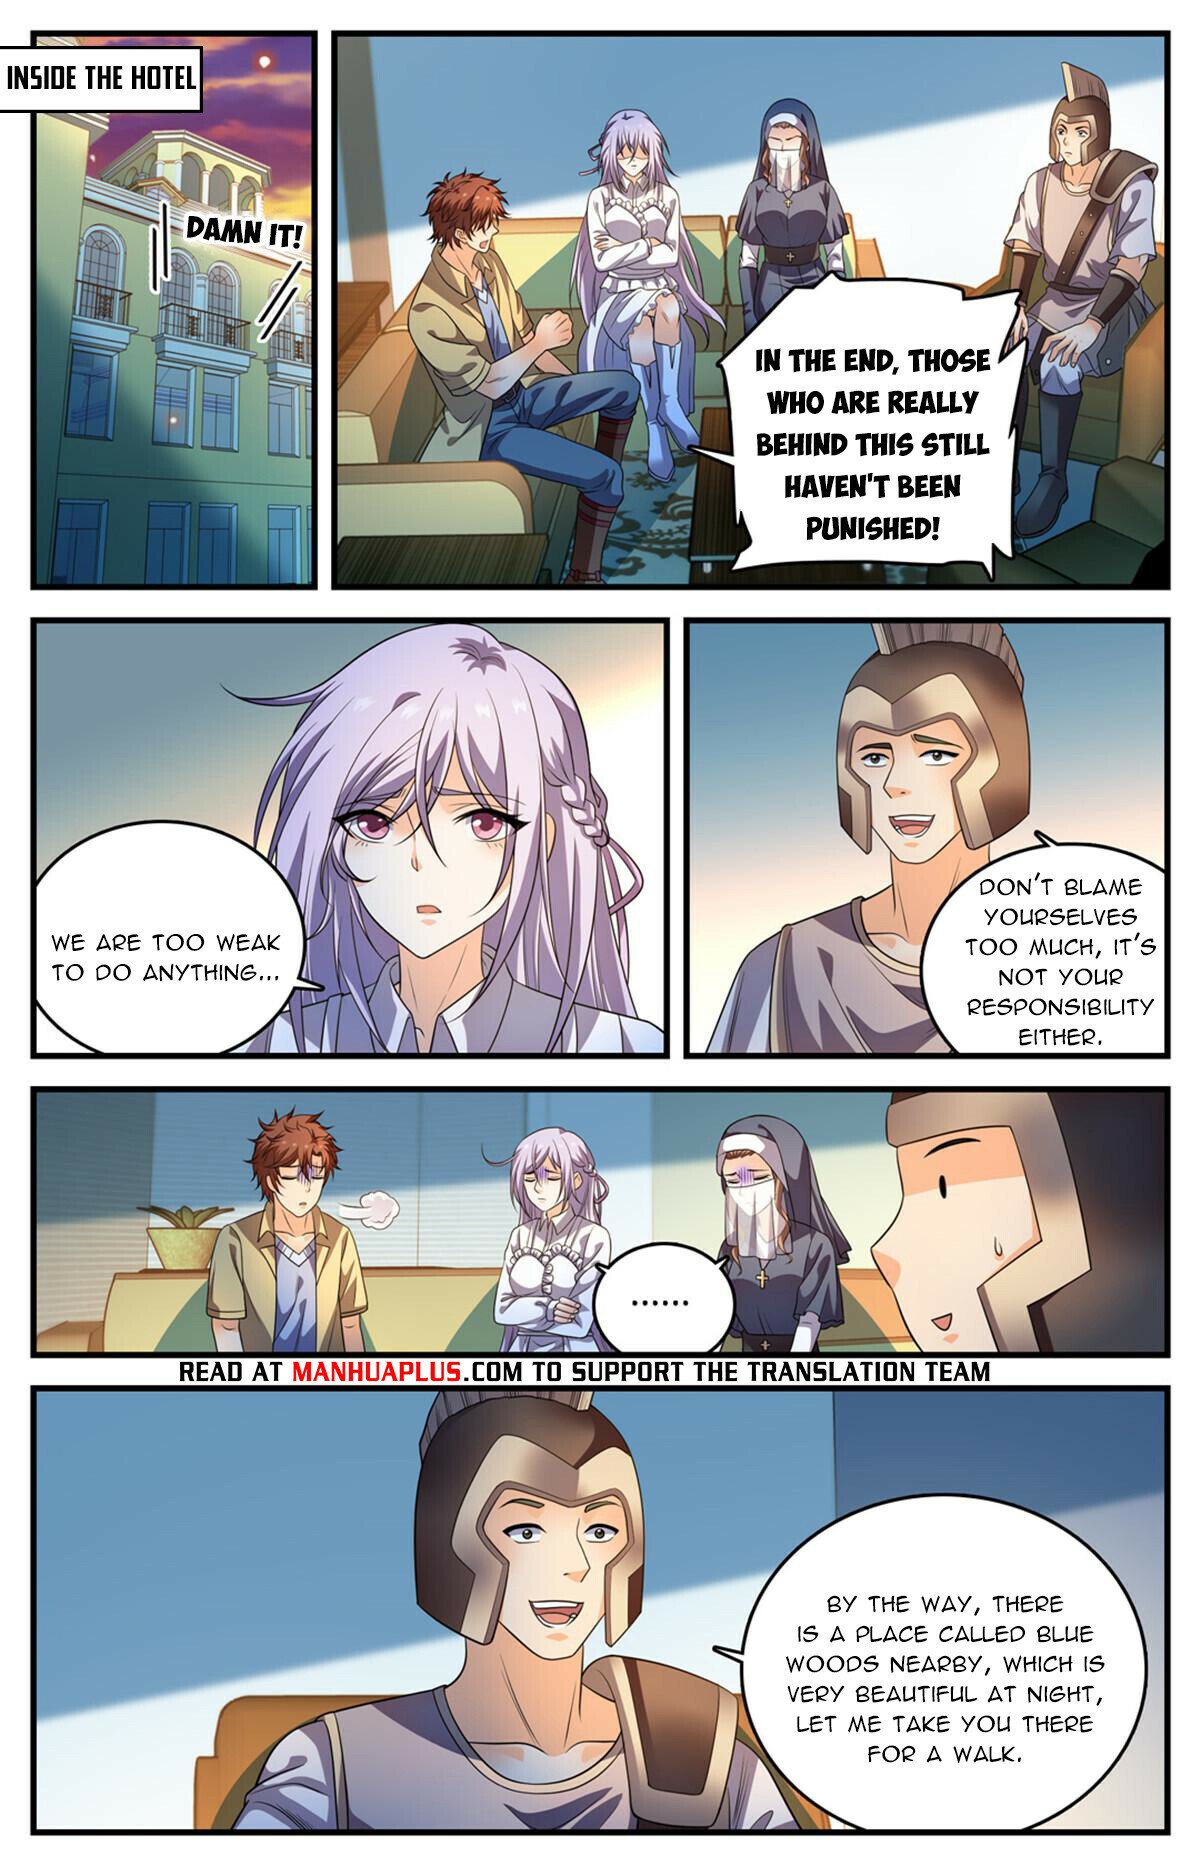 INSIDE THE HOTEL
DAMN IT!
IN THE END, THOSE
WHO ARE REALLY
BEHIND THIS STILL
HAVEN'T BEEN
PUNISHED!
WE ARE TOO WEAK
TO DO ANYTHING...
DON'T BLAME
YOURSELVES
TOO MUCH, IT'S
NOT YOUR
RESPONSIBILITY
EITHER.
......
READ AT MANHUAPLUS.COM TO SUPPORT THE TRANSLATION TEAM
BY THE WAY, THERE
IS A PLACE CALLED BLUE
WOODS NEARBY, WHICH IS
VERY BEAUTIFUL AT NIGHT,
LET ME TAKE YOU THERE
FOR A WALK.